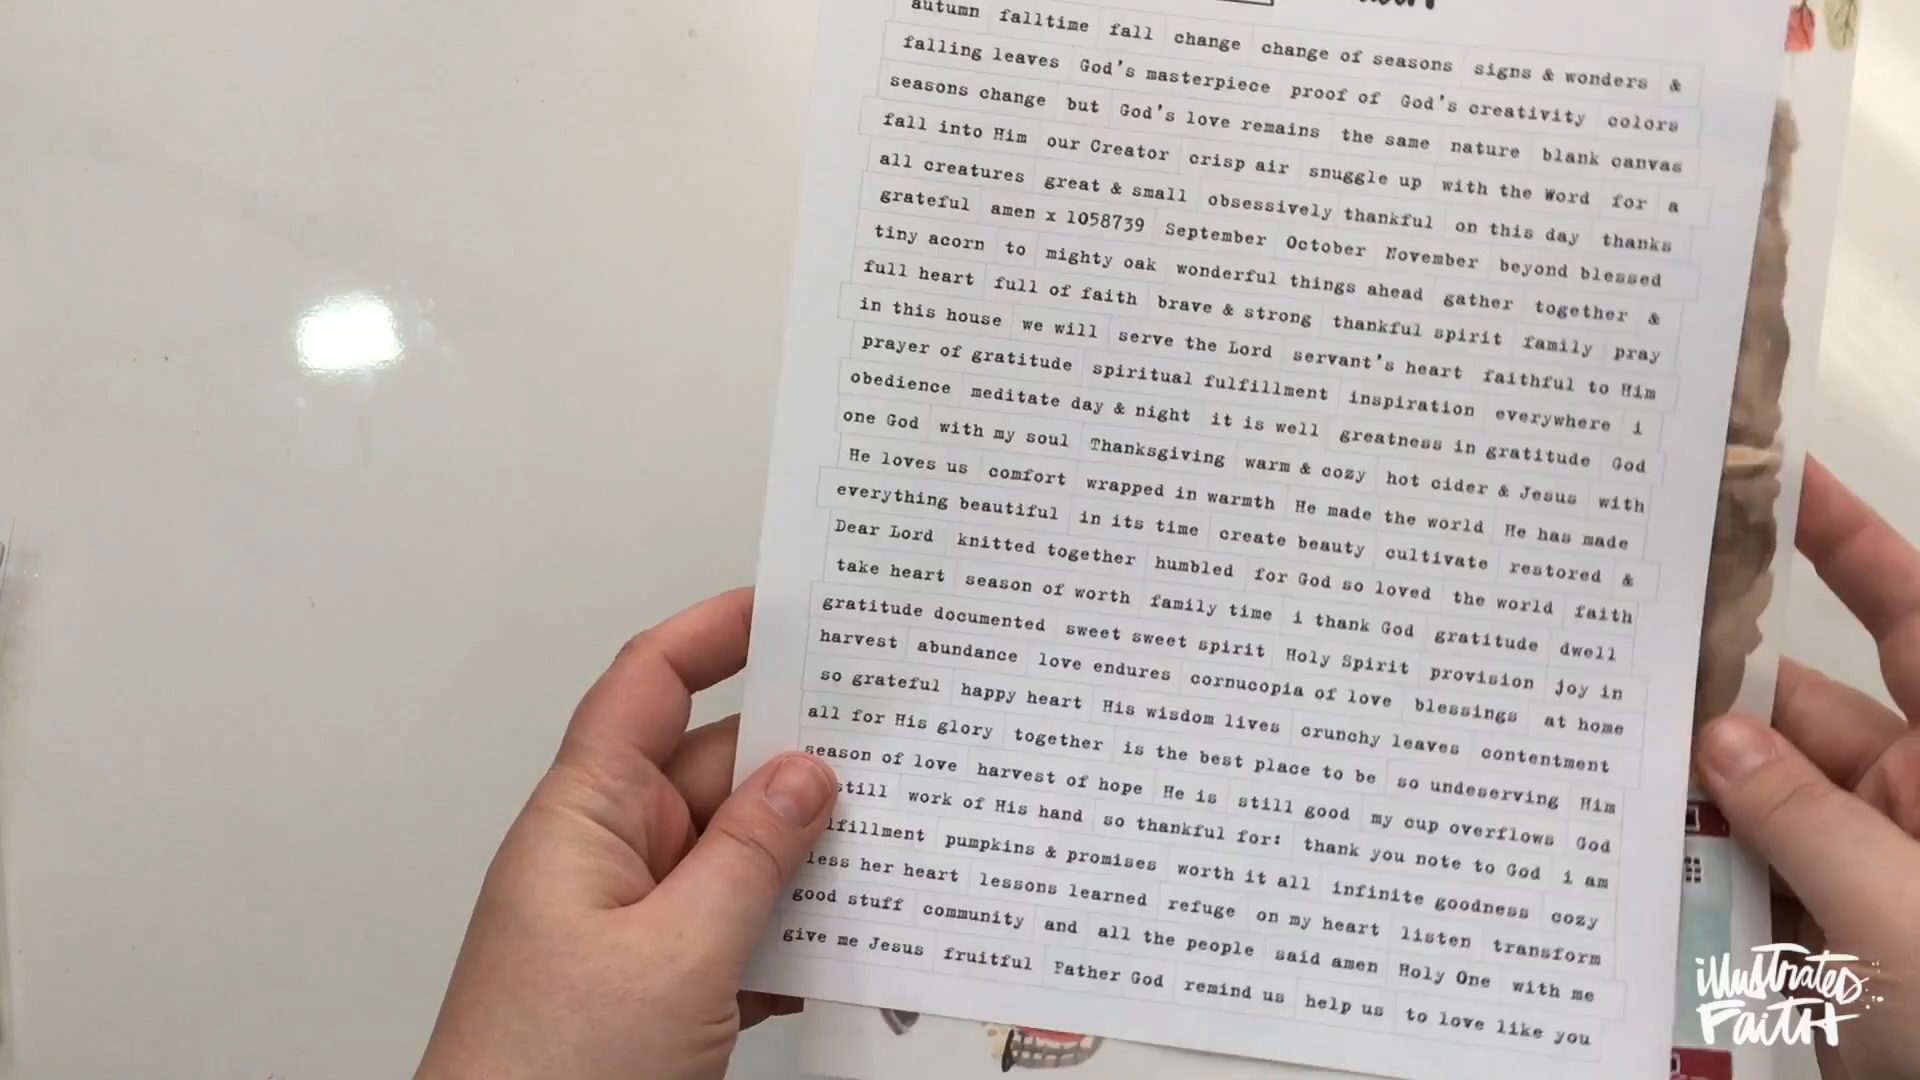 autumn falltime fall change change of seasons signs & wonders &
falling leaves God's masterpiece proof of God's creativity colors
seasons change but God's love remains the same nature blank canvas
fall into Him our Creator crisp air snuggle up with the Word for a
all creatures great & small obsessively thankful on this day thanks
grateful amen x 1058739 September October November beyond blessed
tiny acorn to mighty oak wonderful things ahead gather together &
full heart full of faith brave & strong thankful spirit family pray
in this house we will serve the Lord servant's heart faithful to Him
prayer of gratitude spiritual fulfillment inspiration everywhere i
obedience meditate day & night it is well greatness in gratitude God
one God with my soul Thanksgiving warm & cozy hot cider & Jesus with
He loves us comfort wrapped in warmth He made the world He has made
everything beautiful in its time create beauty cultivate restored &
Dear Lord knitted together humbled for God so loved the world faith
take heart season of worth family time i thank God gratitude dwell
gratitude documented sweet sweet spirit Holy Spirit provision joy in
harvest abundance love endures cornucopia of love blessings at home
so grateful happy heart His wisdom lives crunchy leaves contentment
all for His glory together is the best place to be so undeserving Him
season of love harvest of hope He is still good my cup overflows God
still work of His hand so thankful for: thank you note to God i am
lfillment pumpkins & promises worth it all infinite goodness cozy
less her heart lessons learned refuge on my heart listen transform
good stuff community and all the people said amen Holy One with me
give me Jesus fruitful Father God remind us help us to love like you
illustrated
Faith